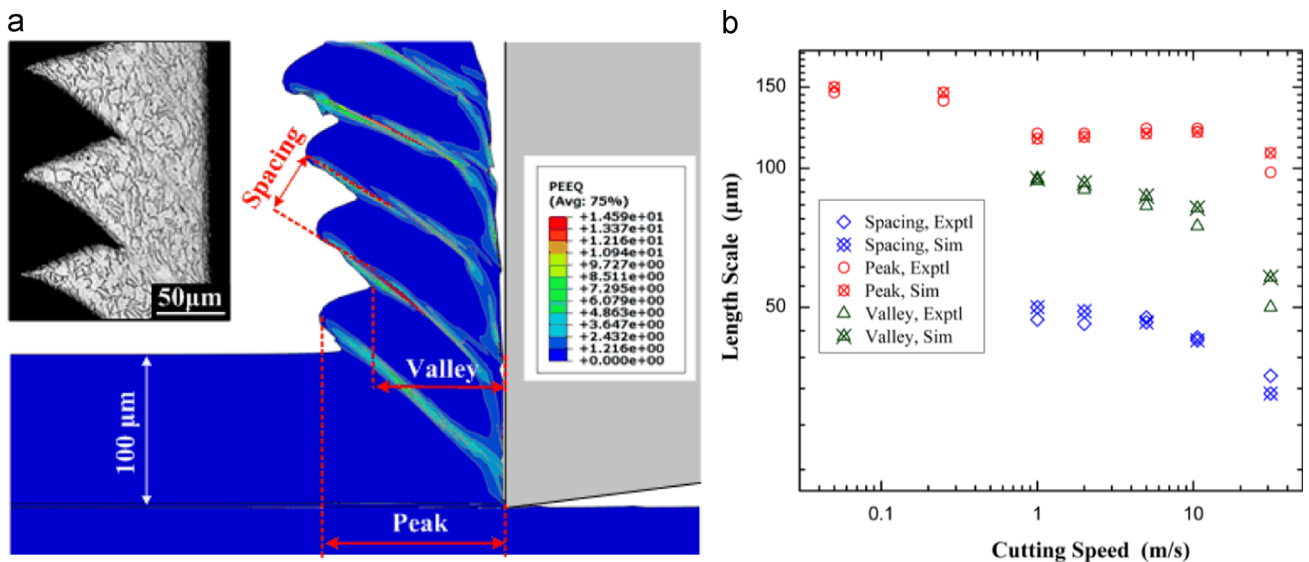 a
50µm
Spacing
100 µm
Valley
Peak
PEEQ
(Avg: 75%)
+1.459e+01
+1.337e+01
+1.216e+01
+1.094e+01
+9.727e+00
+8.511e+00
+7.295e+00
+6.079e+00
+4.863e+00
+3.647e+00
+2.432e+00
+1.216e+00
+0.000e+00
b
150
100
50
Length Scale (µm)
Spacing, Exptl
Spacing, Sim
Peak, Exptl
Peak, Sim
Valley, Exptl
Valley, Sim
0.1
1
10
Cutting Speed (m/s)